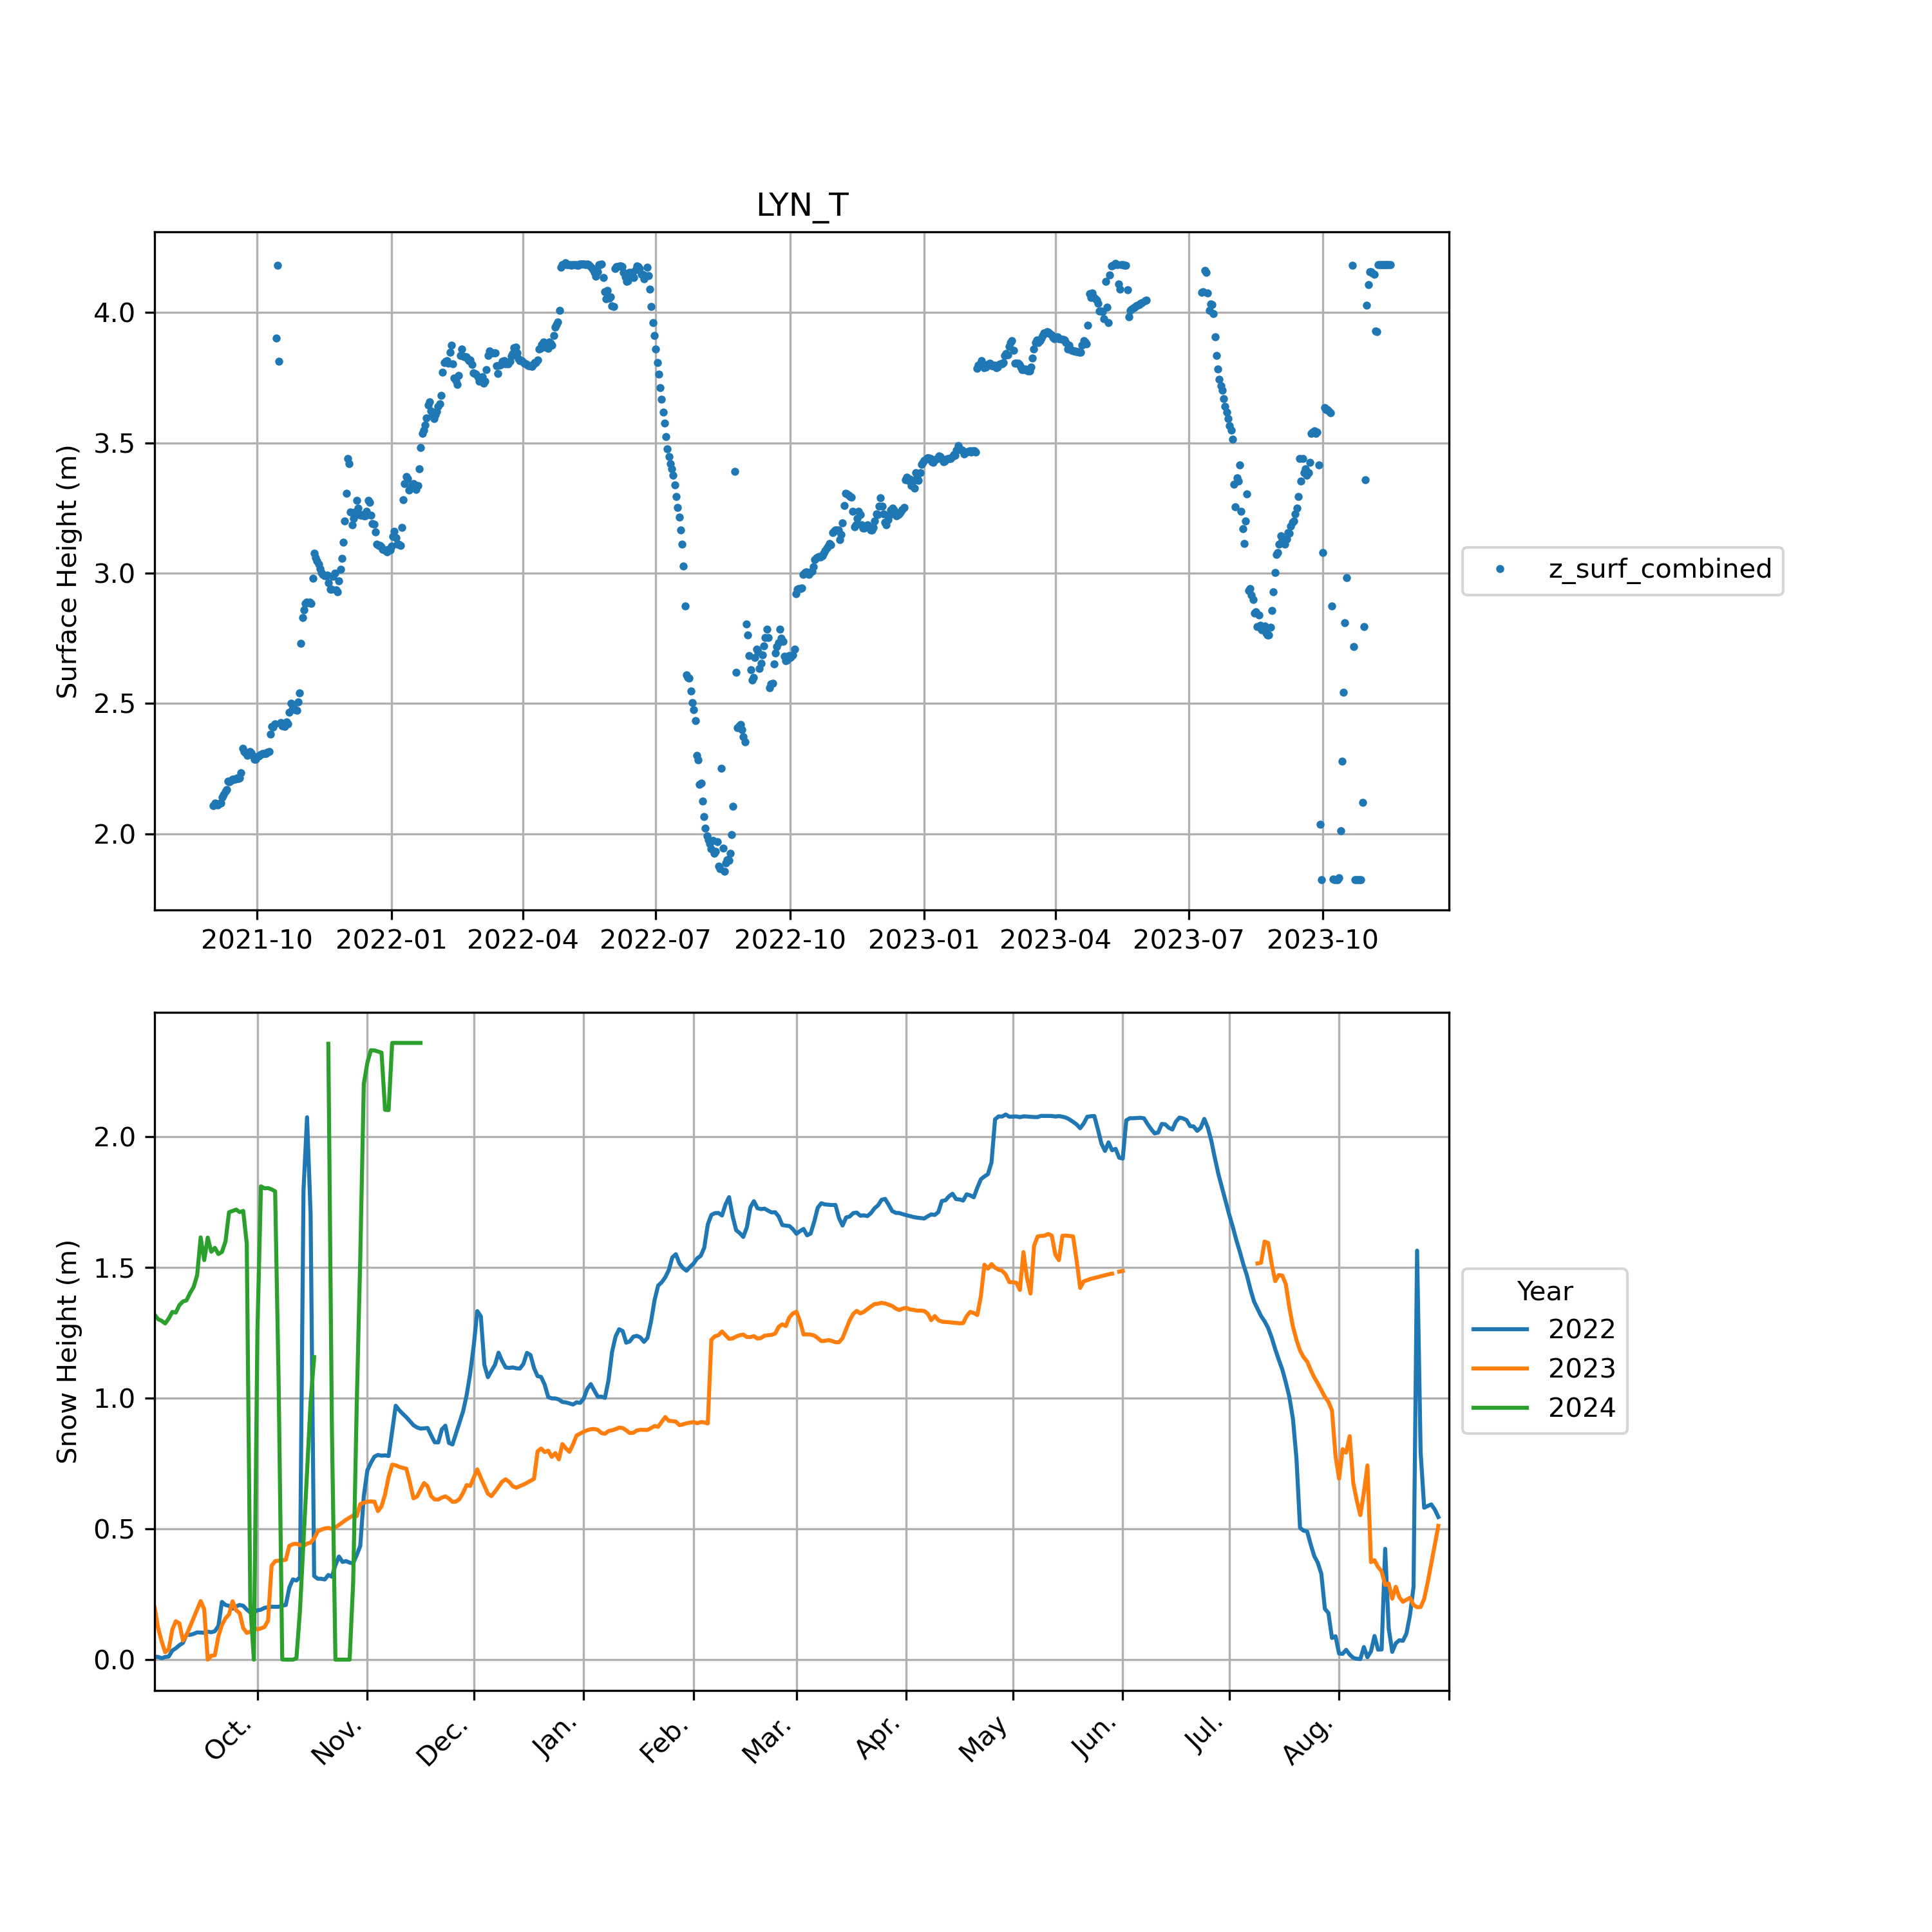 LYN_T
Surface Height (m)
4.0
3.5
3.0
2.5
2.0
2021-10 2022-01 2022-04 2022-07 2022-10 2023-01 2023-04 2023-07 2023-10
z_surf_combined
Snow Height (m)
2.0
1.5
1.0
0.5
0.0
Oct. Nov. Dec. Jan. Feb. Mar. Apr. May Jun. Jul. Aug.
Year
2022
2023
2024